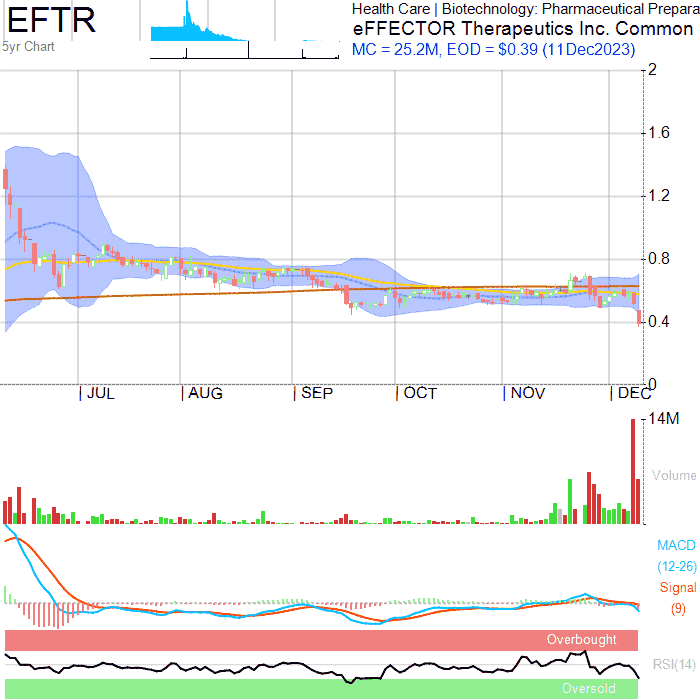 EFTR
Health Care | Biotechnology: Pharmaceutical Prepara
eFFECTOR Therapeutics Inc. Common
5yr Chart
MC = 25.2M, EOD = $0.39 (11Dec2023)
2
1.6
1.2
0.8
0.4
0
JUL AUG SEP OCT NOV DEC
14M
Volume
MACD
(12-26)
Signal
(9)
Overbought
RSI(14)
Oversold